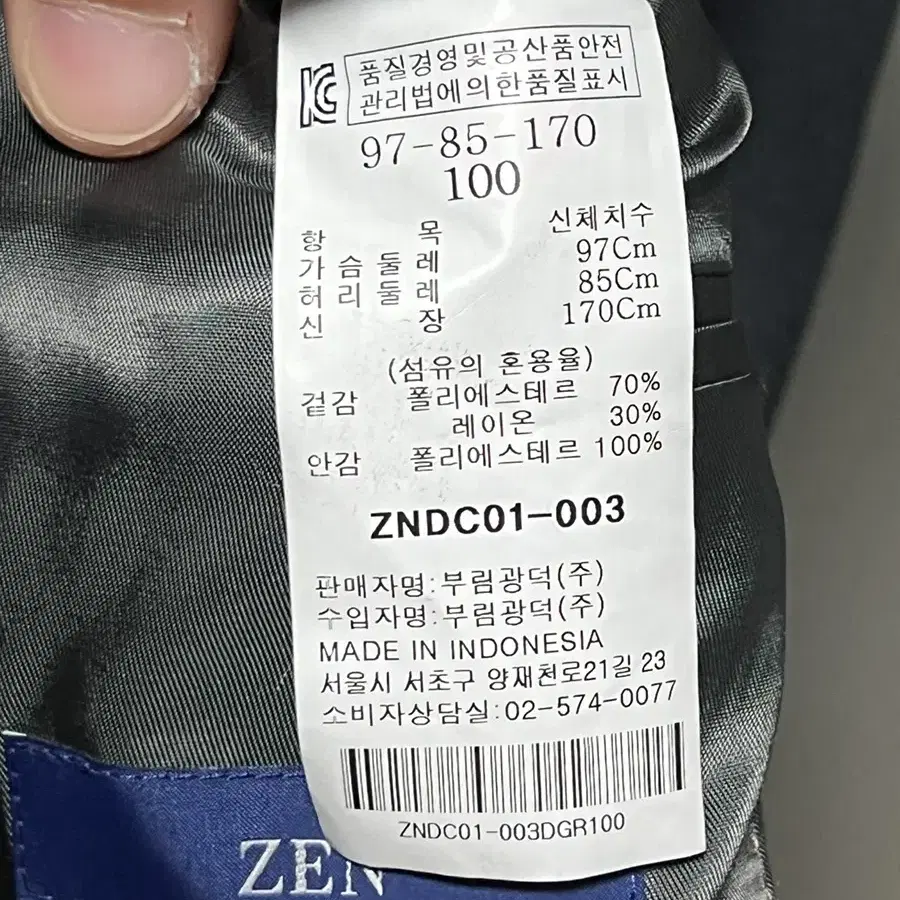 KC
품질경영및공산품안전
관리법에의한품질표시
97-85-170
100
항 목 신체치수
가슴둘레 97Cm
허리둘레 85Cm
신 장 170Cm
(섬유의 혼용율)
겉감 폴리에스테르 70%
레이온 30%
안감 폴리에스테르 100%
ZNDC01-003
판매자명:부림광덕(주)
수입자명:부림광덕(주)
MADE IN INDONESIA
서울시 서초구 양재천로21길 23
소비자상담실:02-574-0077
ZNDC01-003DGR100
ZEN